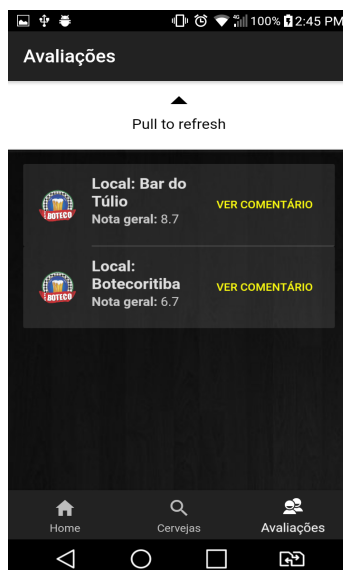 4G 100% 2:45 PM
Avaliações
Pull to refresh
Local: Bar do
Túlio
Nota geral: 8.7
VER COMENTÁRIO
BOTECO
Local:
Botecoritiba
Nota geral: 6.7
VER COMENTÁRIO
BOTECO
Home
Cervejas
Avaliações